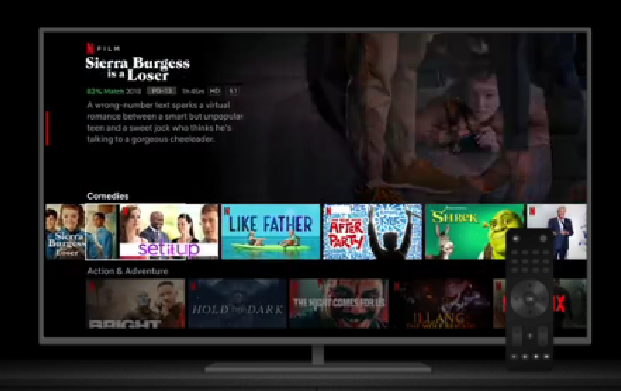 N FILM
Sierra Burgess
is a Loser
82% Match 2018 PG-13 1h 45m HD 5.1
A wrong-number text sparks a virtual
romance between a smart but unpopular
teen and a sweet jock who thinks he's
talking to a gorgeous cheerleader.
Comedies
Sierra
Burgess
is a Loser
set it up
LIKE FATHER
THE AFTER
PARTY
SHREK
Action & Adventure
BRIGHT
HOLD THE DARK
THE NIGHT COMES FOR US
ILLANG